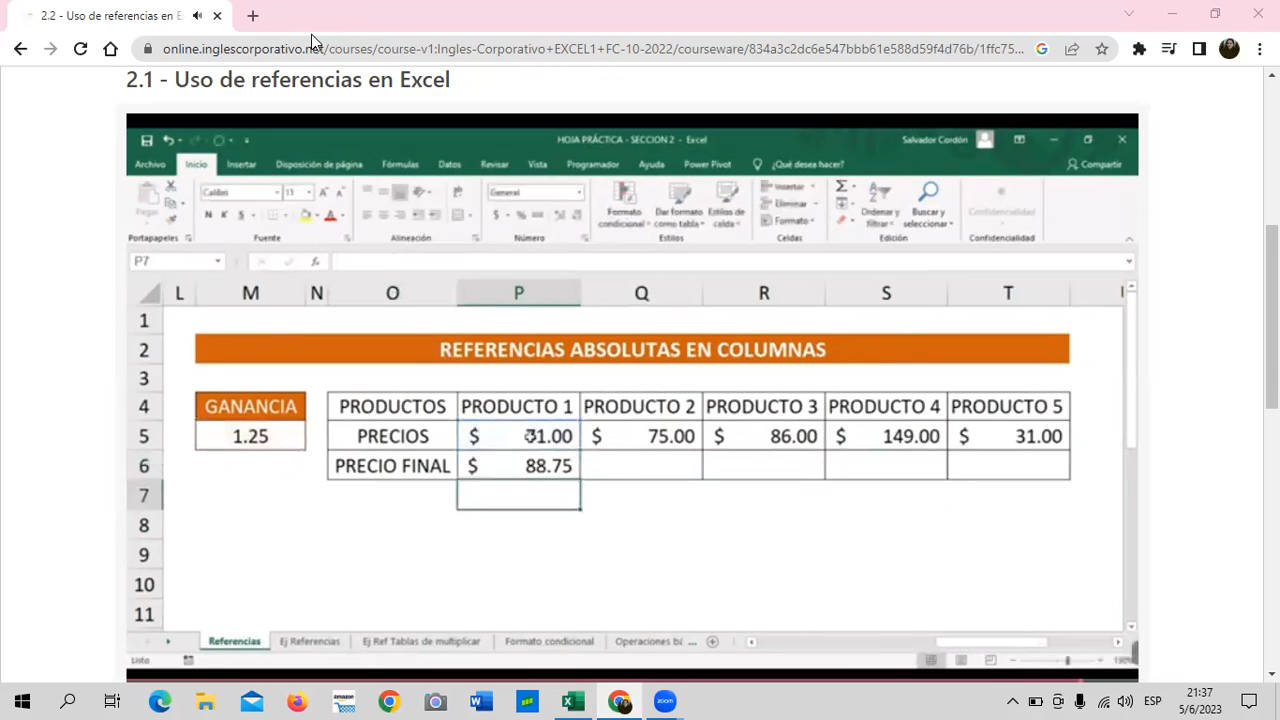 2.2 - Uso de referencias en E
online.inglescorporativo.net/courses/course-v1:Ingles-Corporativo+EXCEL1+FC-10-2022/courseware/834a3c2dc6e547bbb61e588d59f4d76b/1ffc75...
2.1 - Uso de referencias en Excel
HOJA PRÁCTICA - SECCION 2 - Excel
Salvador Cordón
Archivo Inicio Insertar Disposición de página Fórmulas Datos Revisar Vista Programador Ayuda Power Pivot ¿Qué desea hacer? Compartir
Calibri 11 General Insertar
Pegar Formato condicional Dar formato como tabla Estilos de celda Eliminar Formato Ordenar y filtrar Buscar y seleccionar Confidencialidad
Portapapeles Fuente Alineación Número Estilos Celdas Edición Confidencialidad
P7
L M N O P Q R S T
1
2 REFERENCIAS ABSOLUTAS EN COLUMNAS
3
4 GANANCIA PRODUCTOS PRODUCTO 1 PRODUCTO 2 PRODUCTO 3 PRODUCTO 4 PRODUCTO 5
5 1.25 PRECIOS $ 71.00 $ 75.00 $ 86.00 $ 149.00 $ 31.00
6 PRECIO FINAL $ 88.75
7
8
9
10
11
Referencias Ej Referencias Ej Ref Tablas de multiplicar Formato condicional Operaciones bá ...
Listo 190%
ESP
21:37
5/6/2023